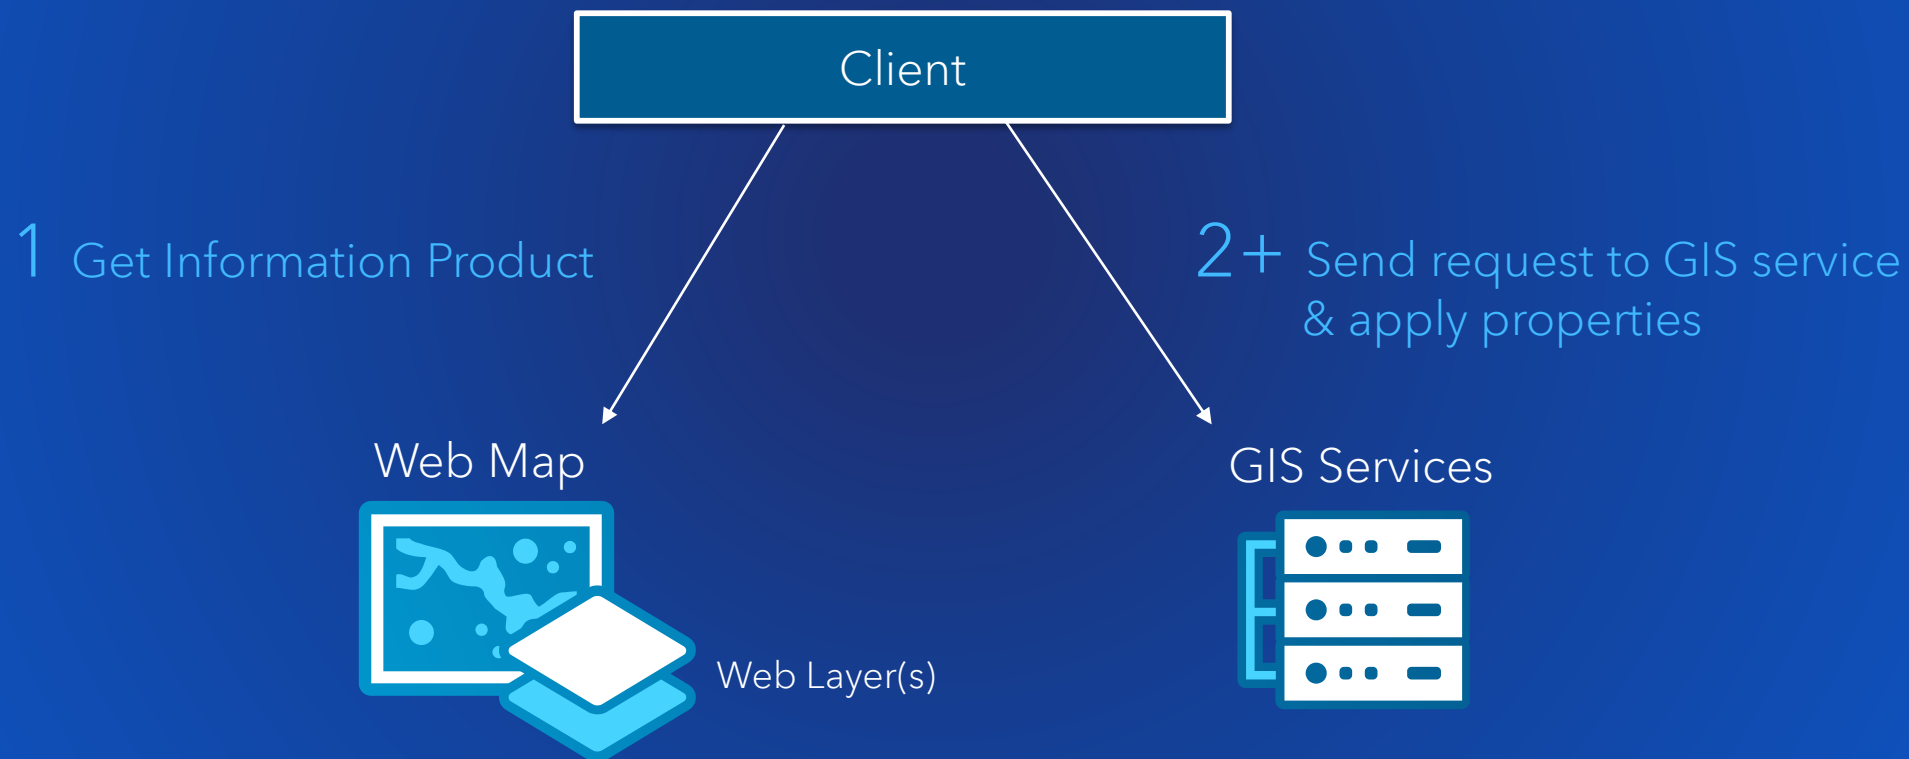 Client
1 Get Information Product
2+ Send request to GIS service
& apply properties
Web Map
GIS Services
Web Layer(s)